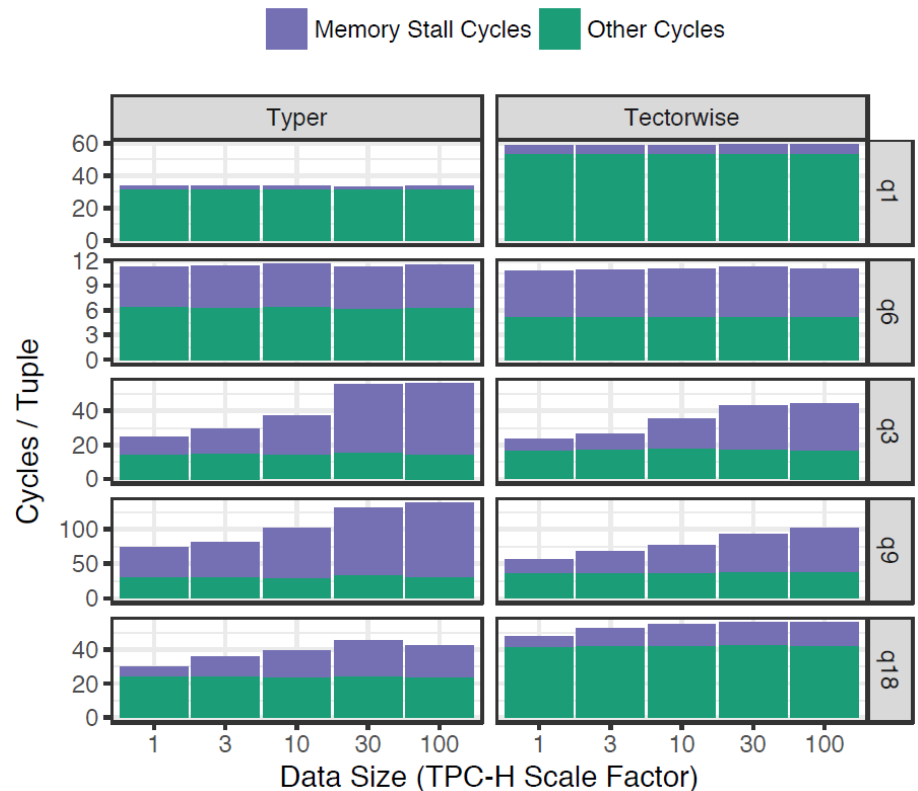 Memory Stall Cycles Other Cycles
Typer Tectorwise
60
40
20
0
q1
12
9
6
3
0
q6
40
20
0
q3
100
50
0
q9
40
20
0
q18
Cycles / Tuple
1 3 10 30 100 1 3 10 30 100
Data Size (TPC-H Scale Factor)